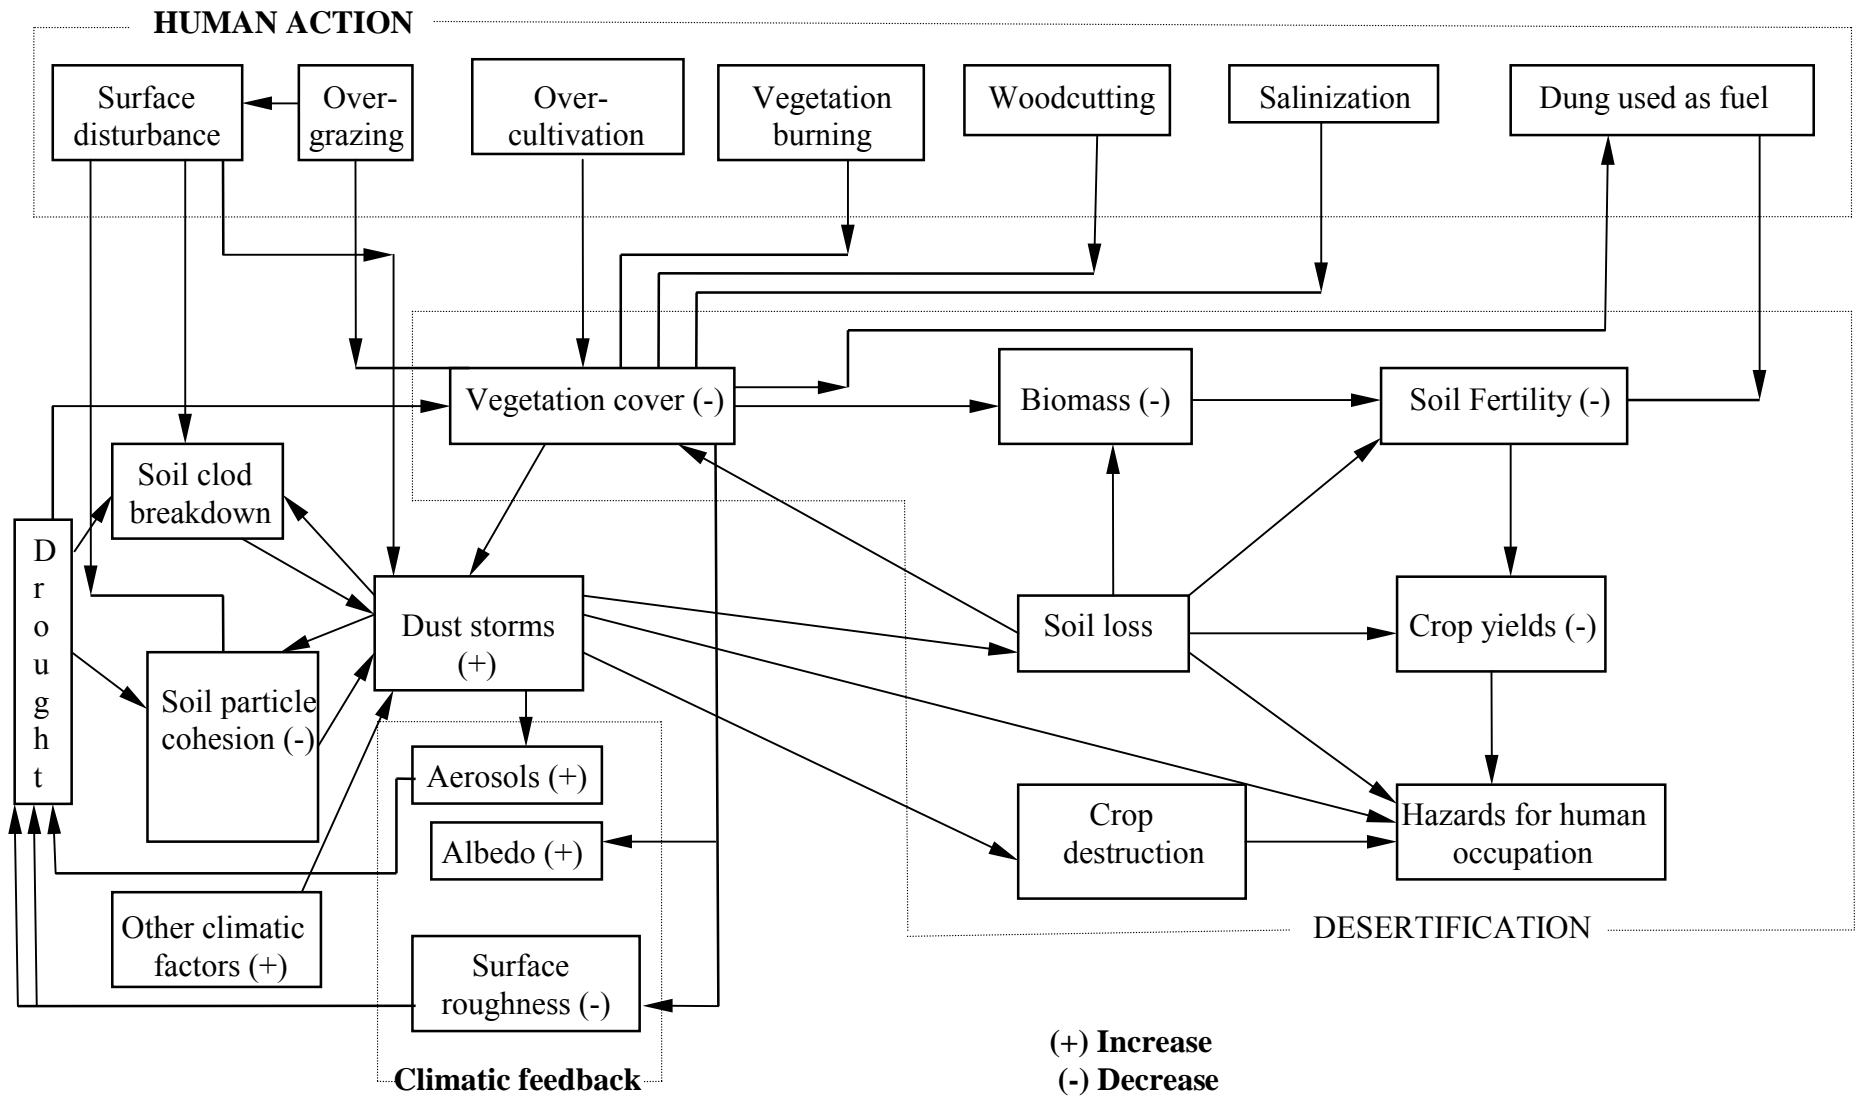 HUMAN ACTION
Surface
disturbance
Over-
grazing
Over-
cultivation
Vegetation
burning
Woodcutting
Salinization
Dung used as fuel
Vegetation cover (-)
Biomass (-)
Soil Fertility (-)
Soil clod
breakdown
D
r
o
u
g
h
t
Dust storms
(+)
Soil loss
Crop yields (-)
Soil particle
cohesion (-)
Aerosols (+)
Albedo (+)
Crop
destruction
Hazards for human
occupation
Other climatic
factors (+)
Surface
roughness (-)
DESERTIFICATION
Climatic feedback
(+) Increase
(-) Decrease